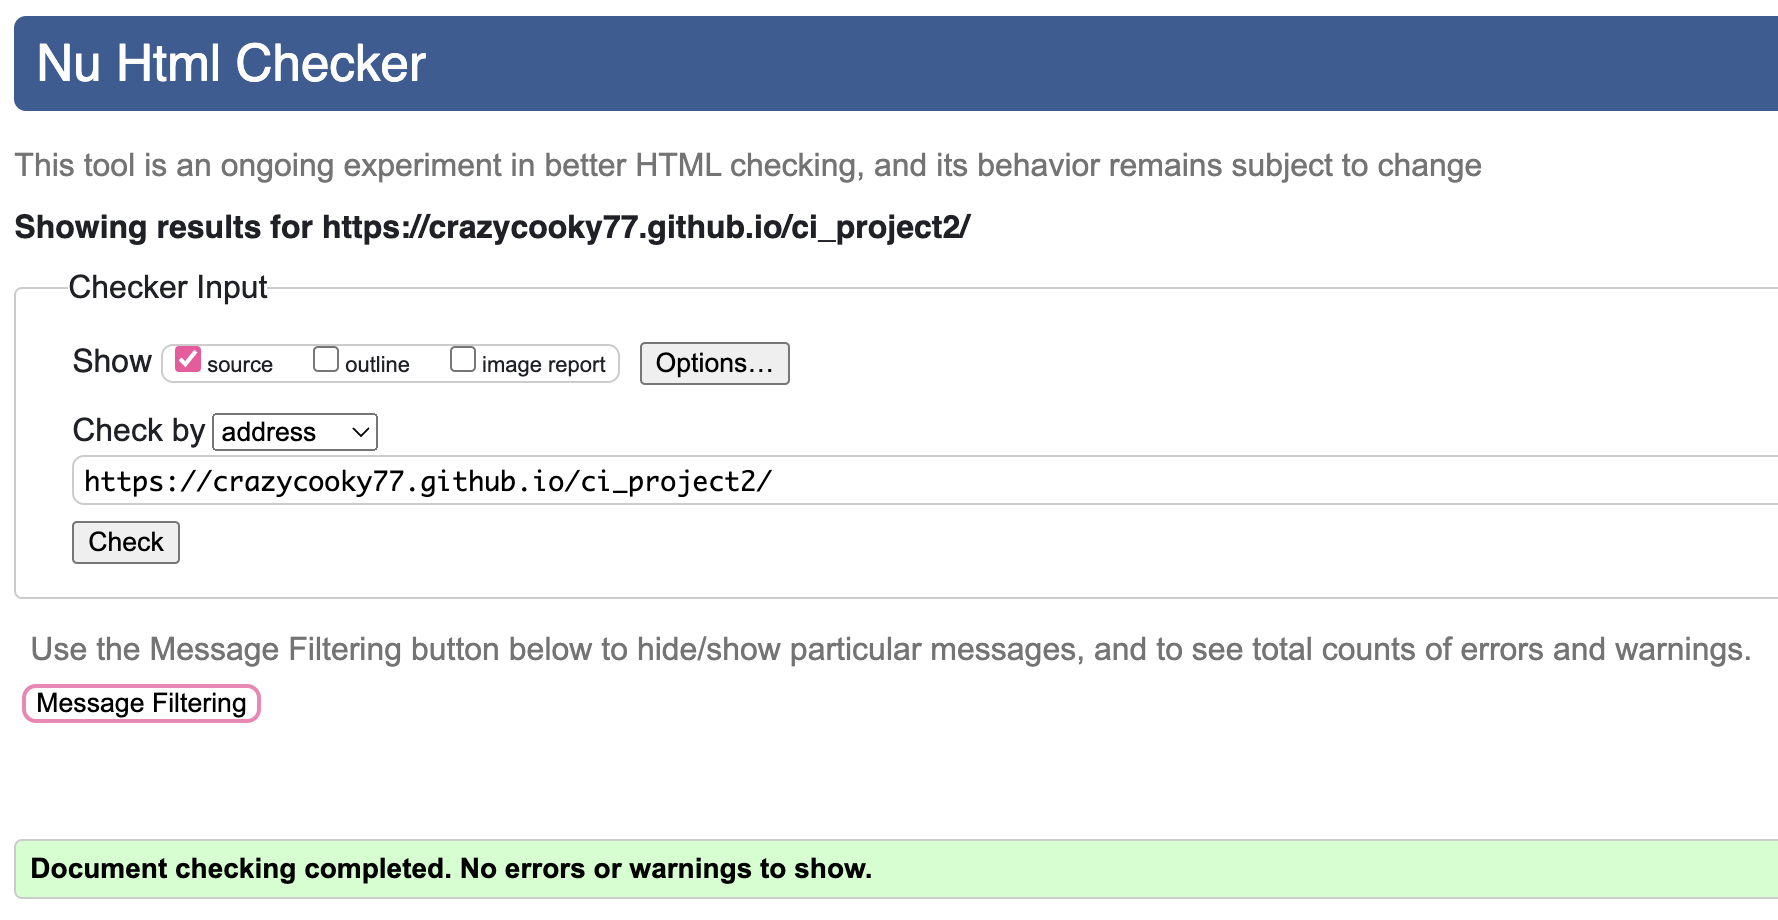 Nu Html Checker
This tool is an ongoing experiment in better HTML checking, and its behavior remains subject to change
Showing results for https://crazycooky77.github.io/ci_project2/
Checker Input
Show source outline image report Options…
Check by address
https://crazycooky77.github.io/ci_project2/
Check
Use the Message Filtering button below to hide/show particular messages, and to see total counts of errors and warnings.
Message Filtering
Document checking completed. No errors or warnings to show.